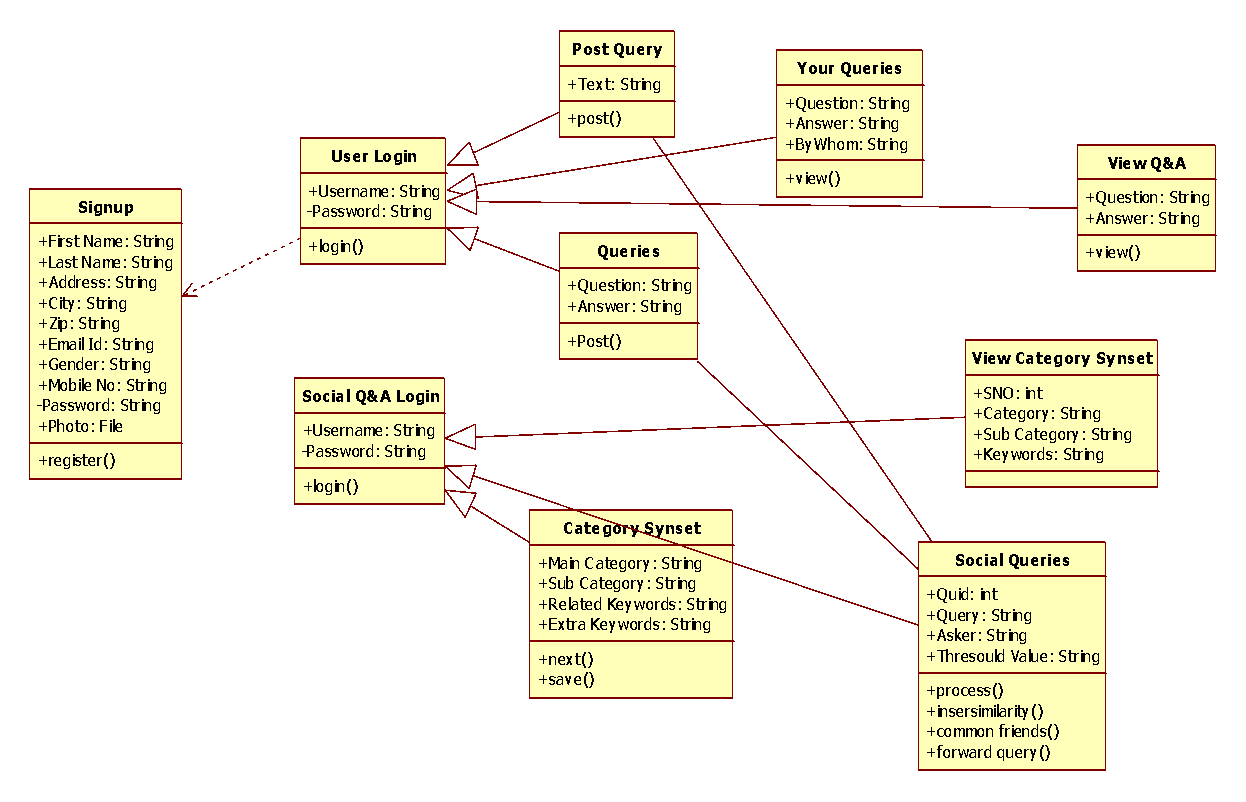 Post Query
+Text: String
+post()
Your Queries
+Question: String
+Answer: String
+By Whom: String
+view()
User Login
+Username: String
-Password: String
+login()
View Q&A
+Question: String
+Answer: String
+view()
Signup
+First Name: String
+Last Name: String
+Address: String
+City: String
+Zip: String
+Email Id: String
+Gender: String
+Mobile No: String
-Password: String
+Photo: File
+register()
Queries
+Question: String
+Answer: String
+Post()
View Category Synset
+SNO: int
+Category: String
+Sub Category: String
+Keywords: String
Social Q&A Login
+Username: String
-Password: String
+login()
Category Synset
+Main Category: String
+Sub Category: String
+Related Keywords: String
+Extra Keywords: String
+next()
+save()
Social Queries
+Quid: int
+Query: String
+Asker: String
+Thresould Value: String
+process()
+insersimilarity()
+common friends()
+forward query()